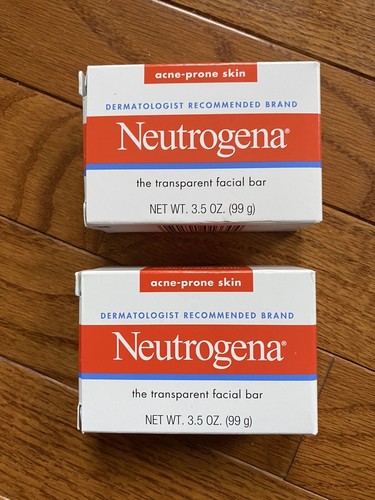 acne-prone skin
DERMATOLOGIST RECOMMENDED BRAND
Neutrogena®
the transparent facial bar
NET WT. 3.5 OZ. (99 g)
acne-prone skin
DERMATOLOGIST RECOMMENDED BRAND
Neutrogena®
the transparent facial bar
NET WT. 3.5 OZ. (99 g)